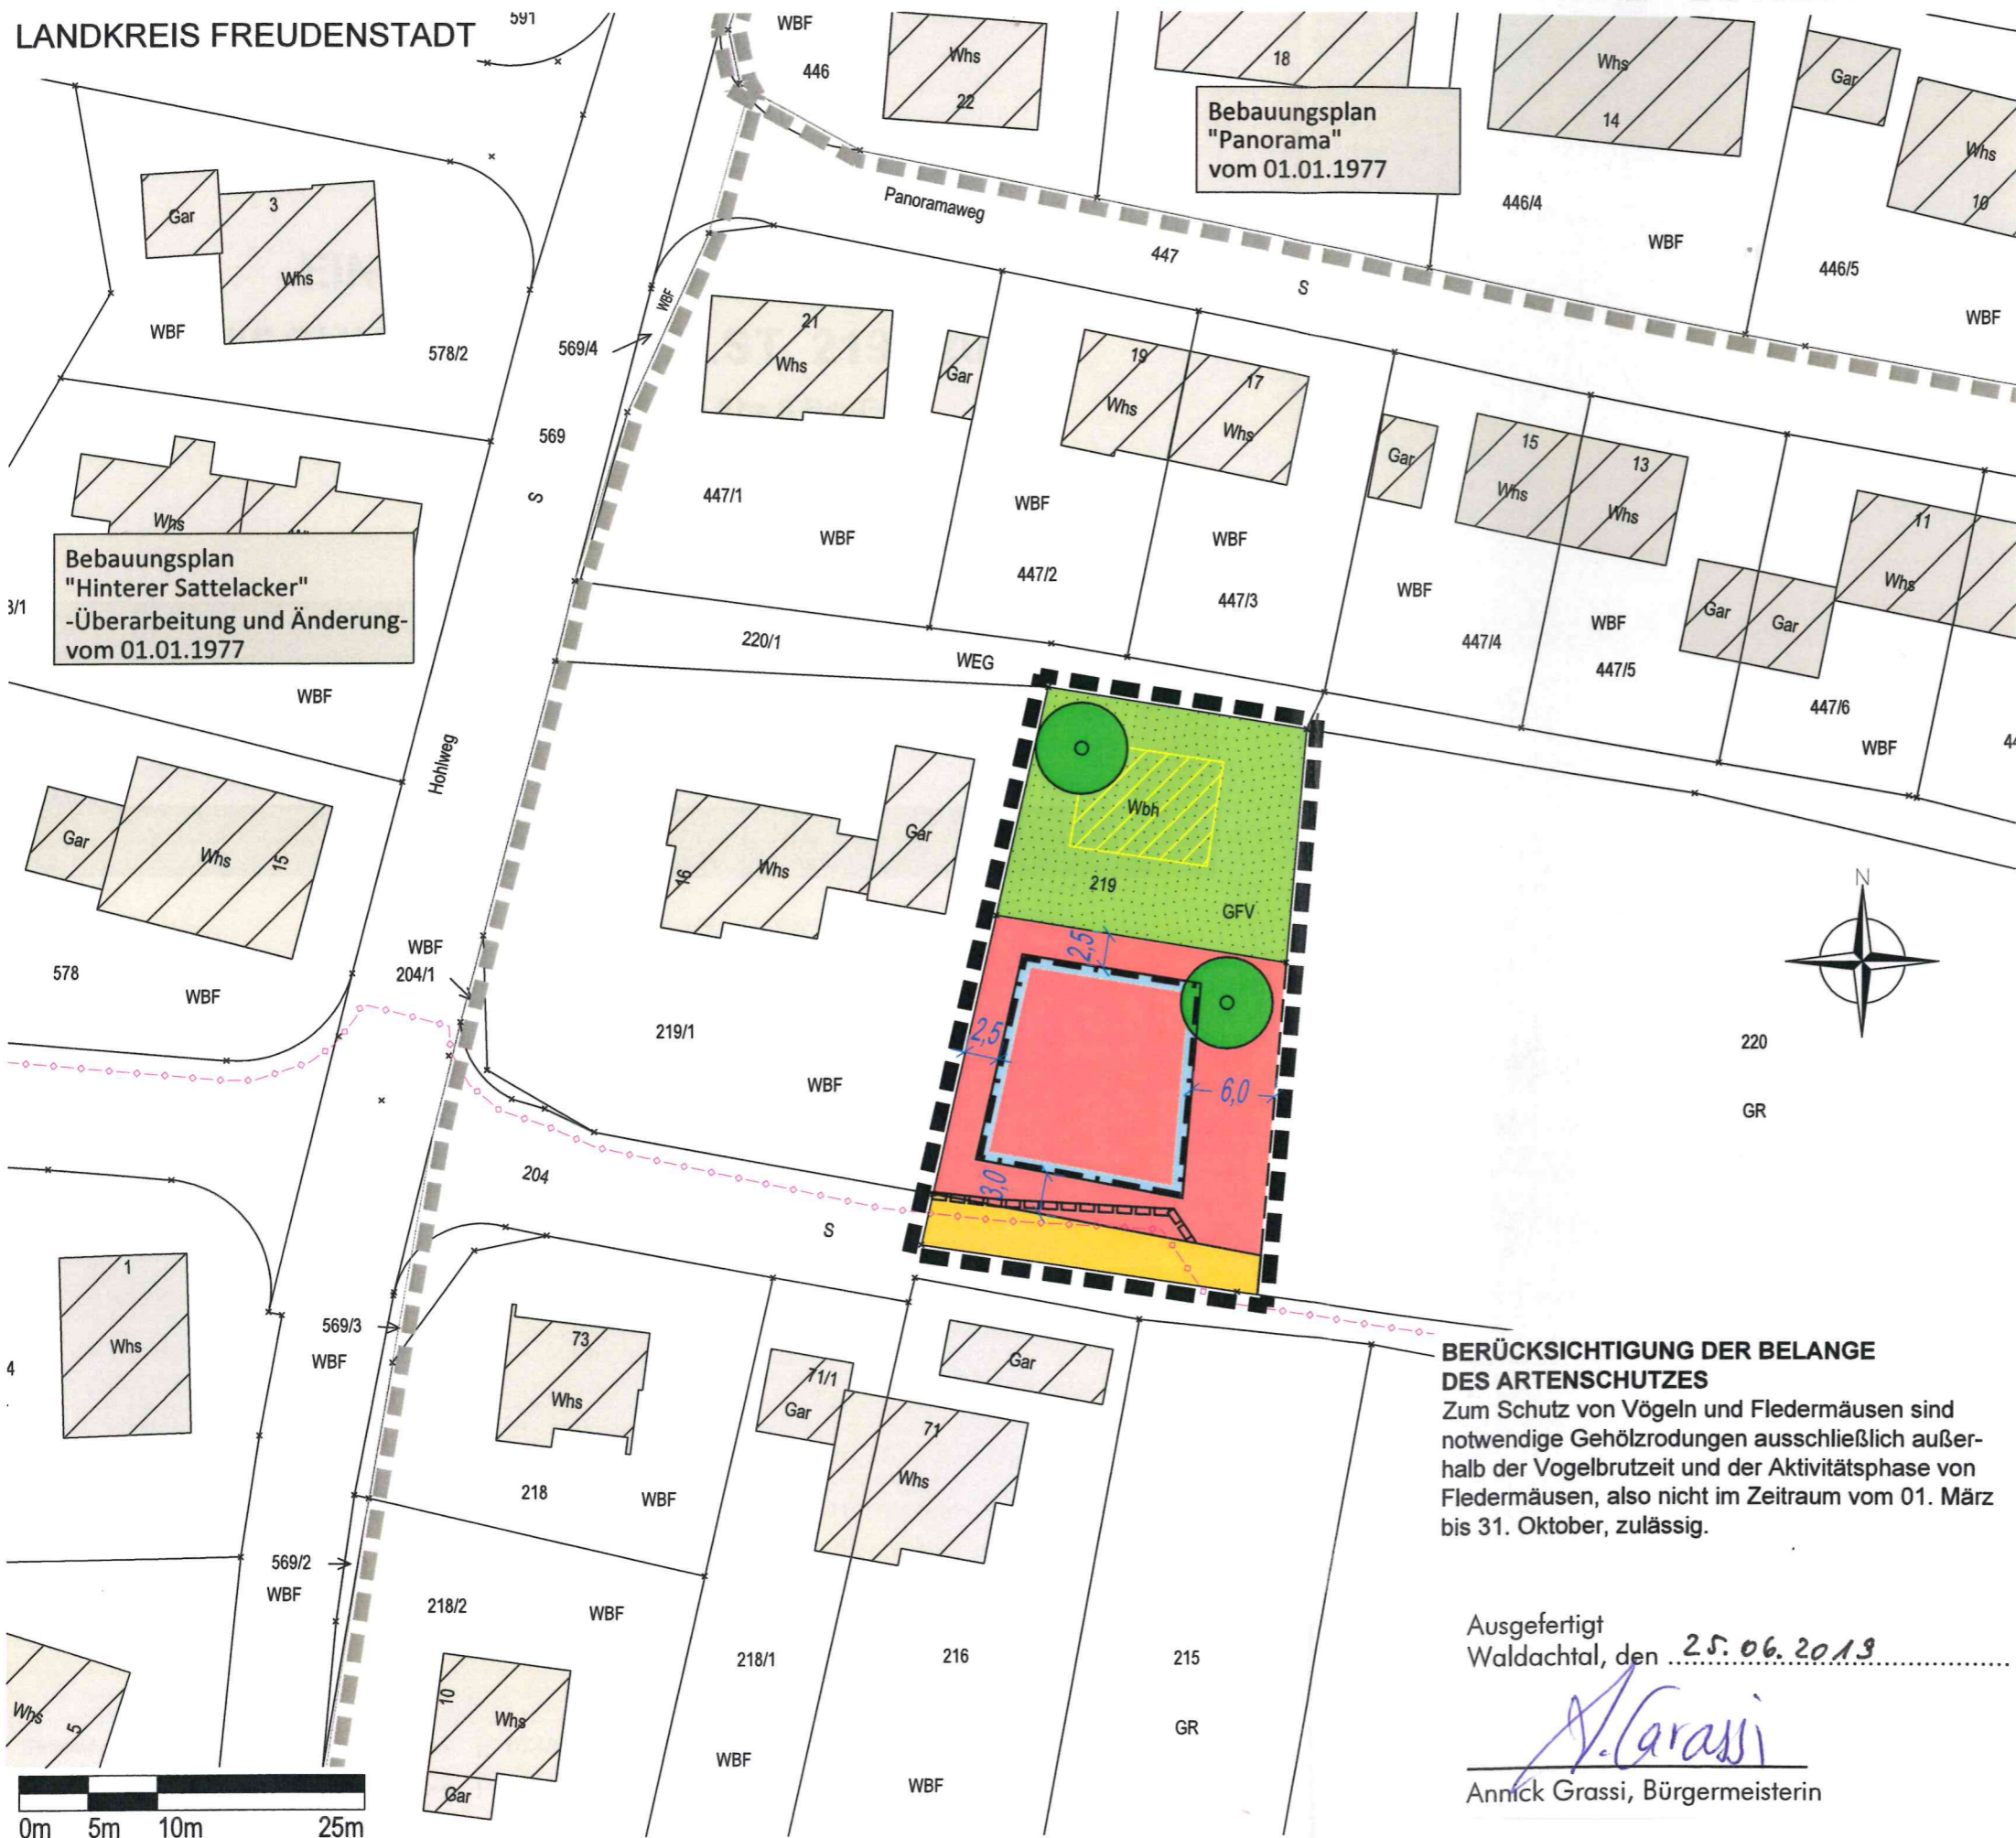 LANDKREIS FREUDENSTADT
591
WBF
446
Whs
22
18
Whs
14
Gar
Whs
10
Bebauungsplan
"Panorama"
vom 01.01.1977
446/4
WBF
446/5
WBF
Gar
3
Whs
WBF
578/2
Panoramaweg
447
S
WBF
569/4
569
S
21
Whs
Gar
19
Whs
17
Whs
Gar
15
Whs
13
Whs
11
Whs
Gar
Gar
447/1
WBF
WBF
447/2
WBF
447/3
WBF
447/4
WBF
447/5
447/6
WBF
Whs
Bebauungsplan
"Hinterer Sattelacker"
-Überarbeitung und Änderung-
vom 01.01.1977
3/1
WBF
220/1
WEG
Hohlweg
Gar
Whs
15
16
Whs
Gar
Wbh
219
GFV
N
578
WBF
WBF
204/1
219/1
WBF
2,5
2,5
6,0
3,0
220
GR
204
S
1
Whs
4
569/3
WBF
73
Whs
71/1
Gar
71
Whs
Gar
218
WBF
569/2
WBF
218/2
WBF
218/1
216
215
GR
WBF
WBF
Whs
5
10
Whs
Gar
BERÜCKSICHTIGUNG DER BELANGE
DES ARTENSCHUTZES
Zum Schutz von Vögeln und Fledermäusen sind
notwendige Gehölzrodungen ausschließlich außer-
halb der Vogelbrutzeit und der Aktivitätsphase von
Fledermäusen, also nicht im Zeitraum vom 01. März
bis 31. Oktober, zulässig.
Ausgefertigt
Waldachtal, den 25.06.2019
Annick Grassi, Bürgermeisterin
0m 5m 10m 25m